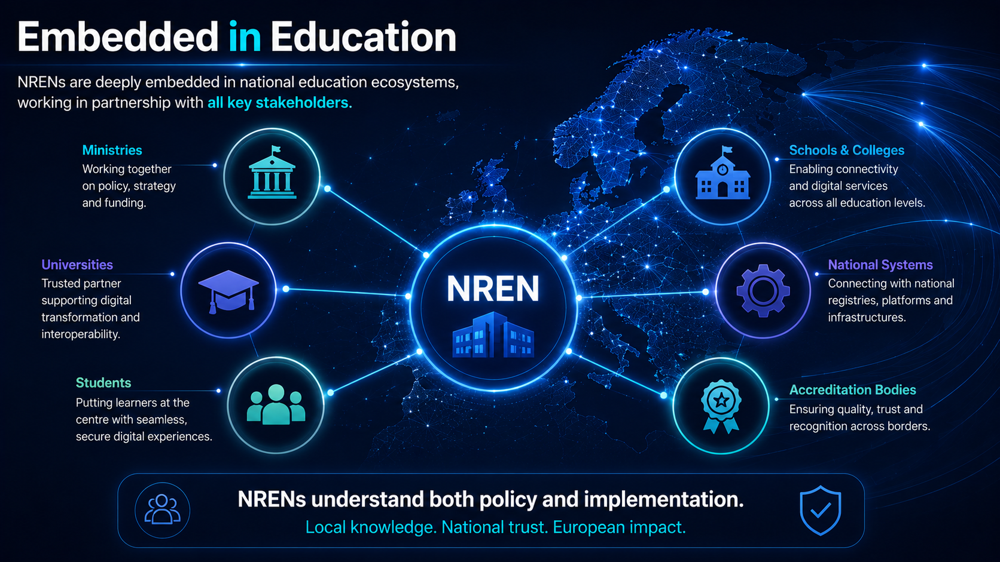 Embedded in Education
NRENs are deeply embedded in national education ecosystems,
working in partnership with all key stakeholders.
Ministries
Working together
on policy, strategy
and funding.
Universities
Trusted partner
supporting digital
transformation and
interoperability.
Students
Putting learners at the
centre with seamless,
secure digital experiences.
NREN
Schools & Colleges
Enabling connectivity
and digital services
across all education levels.
National Systems
Connecting with national
registries, platforms and
infrastructures.
Accreditation Bodies
Ensuring quality, trust and
recognition across borders.
NRENs understand both policy and implementation.
Local knowledge. National trust. European impact.